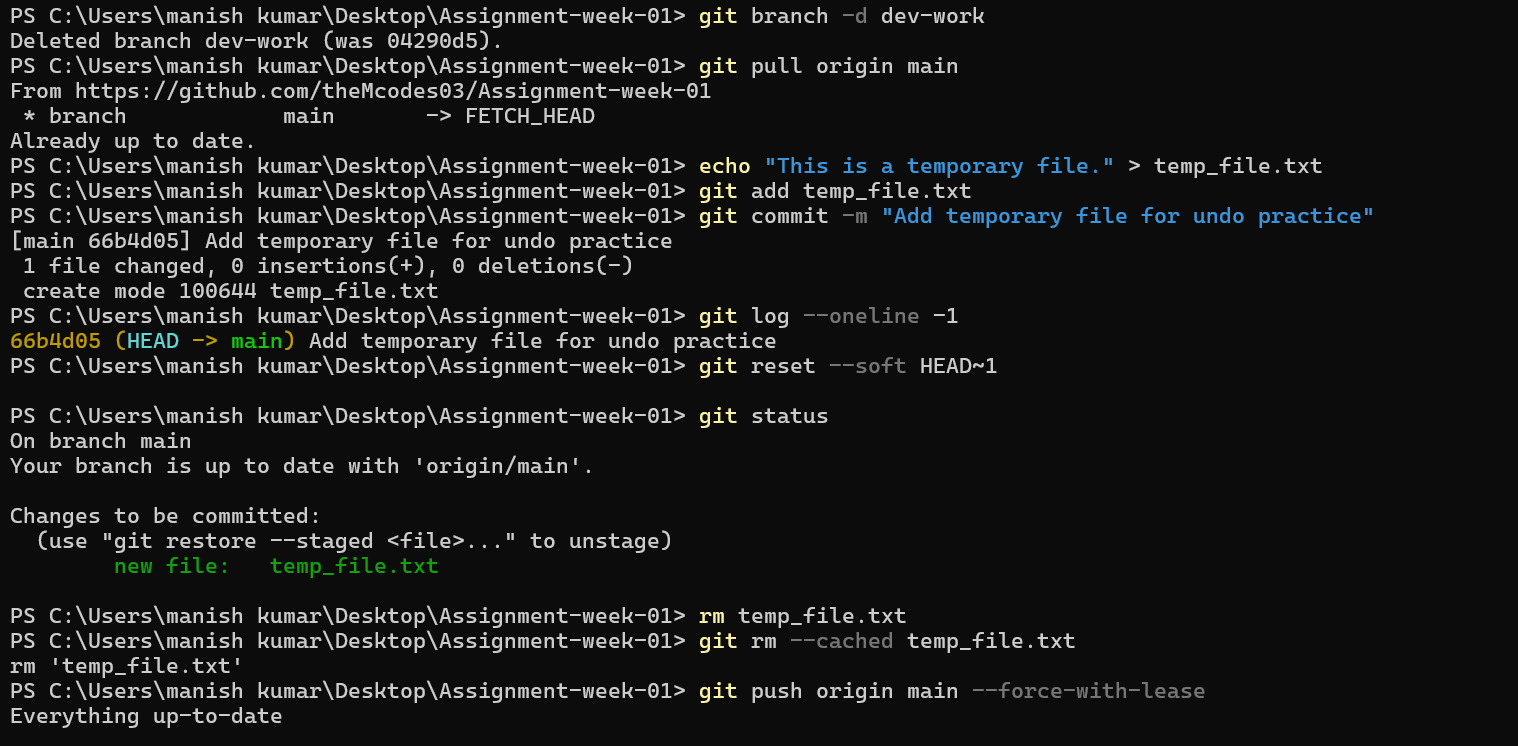 PS C:\Users\manish kumar\Desktop\Assignment-week-01> git branch -d dev-work
Deleted branch dev-work (was 04290d5).
PS C:\Users\manish kumar\Desktop\Assignment-week-01> git pull origin main
From https://github.com/theMcodes03/Assignment-week-01
 * branch            main       -> FETCH_HEAD
Already up to date.
PS C:\Users\manish kumar\Desktop\Assignment-week-01> echo "This is a temporary file." > temp_file.txt
PS C:\Users\manish kumar\Desktop\Assignment-week-01> git add temp_file.txt
PS C:\Users\manish kumar\Desktop\Assignment-week-01> git commit -m "Add temporary file for undo practice"
[main 66b4d05] Add temporary file for undo practice
 1 file changed, 0 insertions(+), 0 deletions(-)
 create mode 100644 temp_file.txt
PS C:\Users\manish kumar\Desktop\Assignment-week-01> git log --oneline -1
66b4d05 (HEAD -> main) Add temporary file for undo practice
PS C:\Users\manish kumar\Desktop\Assignment-week-01> git reset --soft HEAD~1
PS C:\Users\manish kumar\Desktop\Assignment-week-01> git status
On branch main
Your branch is up to date with 'origin/main'.
Changes to be committed:
  (use "git restore --staged <file>..." to unstage)
        new file:   temp_file.txt
PS C:\Users\manish kumar\Desktop\Assignment-week-01> rm temp_file.txt
PS C:\Users\manish kumar\Desktop\Assignment-week-01> git rm --cached temp_file.txt
rm 'temp_file.txt'
PS C:\Users\manish kumar\Desktop\Assignment-week-01> git push origin main --force-with-lease
Everything up-to-date